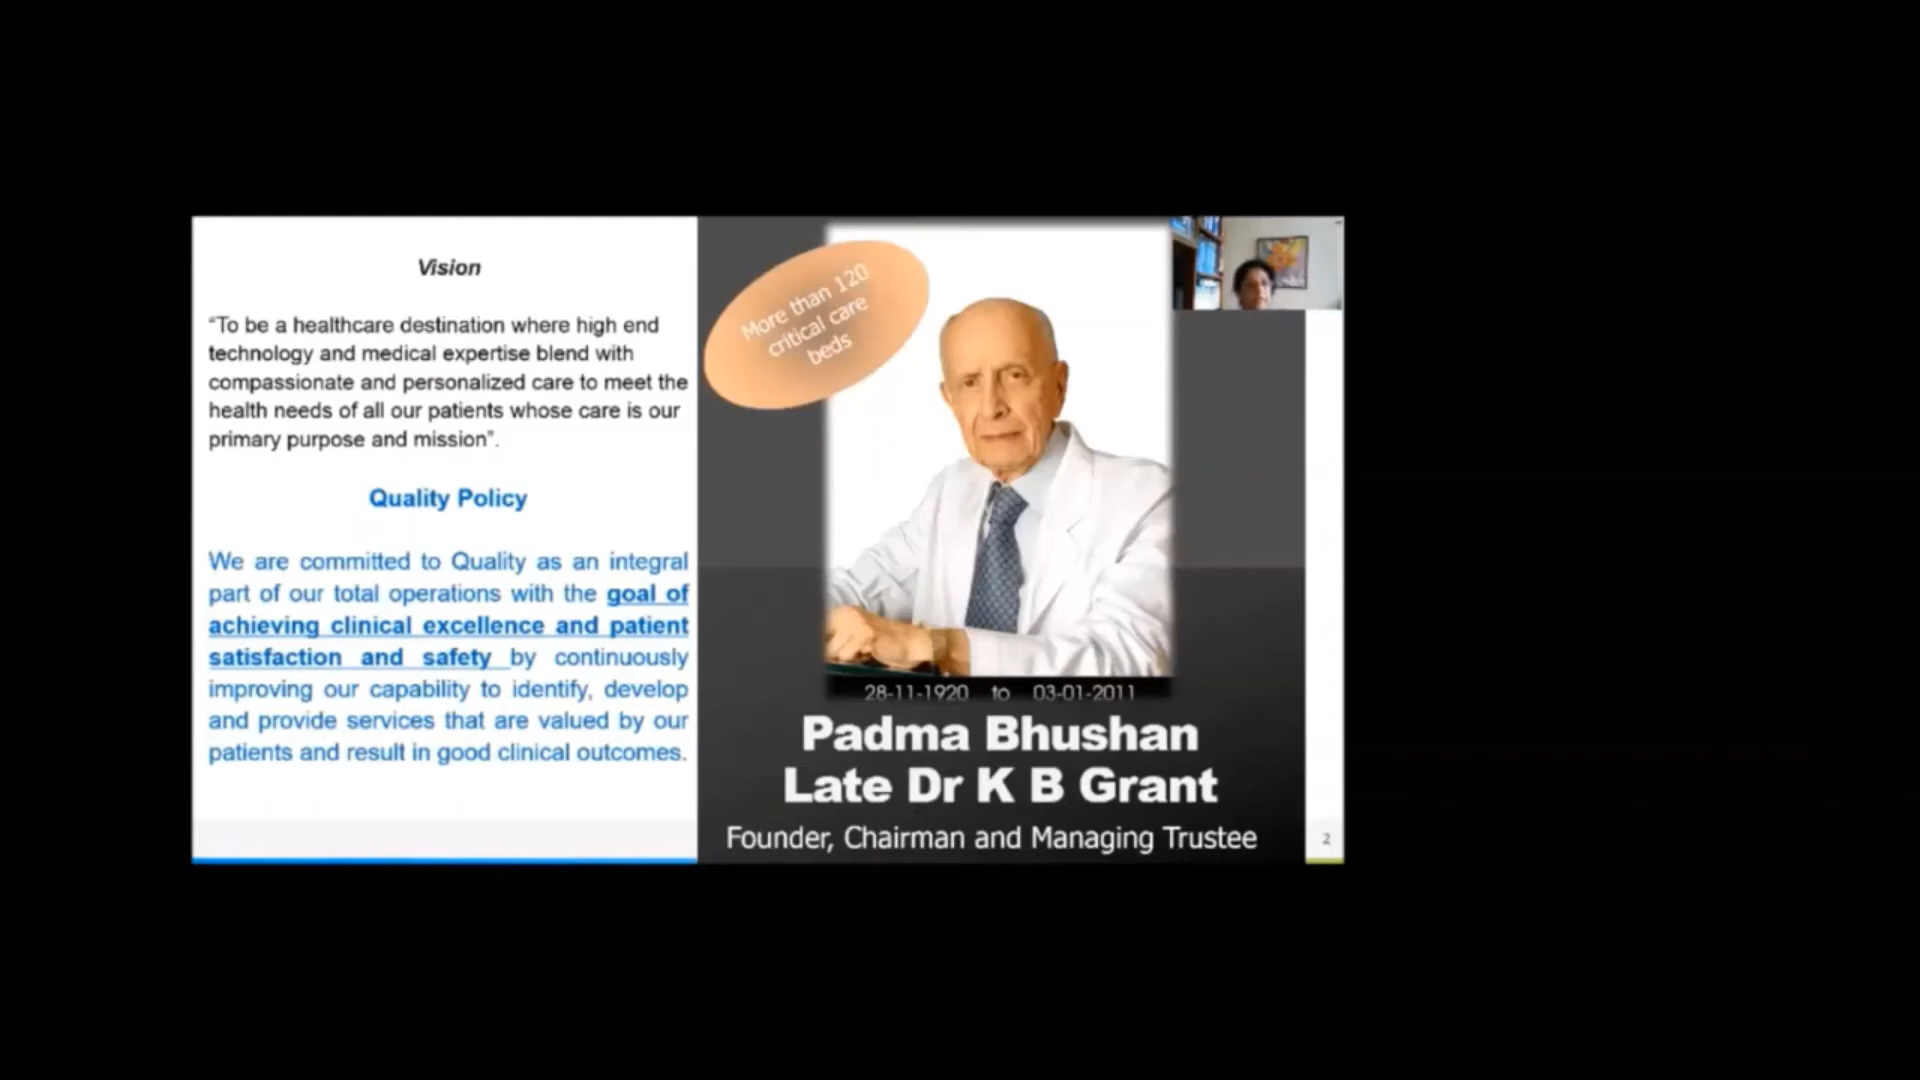 Vision
“To be a healthcare destination where high end
technology and medical expertise blend with
compassionate and personalized care to meet the
health needs of all our patients whose care is our
primary purpose and mission”.
Quality Policy
We are committed to Quality as an integral
part of our total operations with the goal of
achieving clinical excellence and patient
satisfaction and safety by continuously
improving our capability to identify, develop
and provide services that are valued by our
patients and result in good clinical outcomes.
More than 120
critical care
beds
28-11-1920 to 03-01-2011
Padma Bhushan
Late Dr K B Grant
Founder, Chairman and Managing Trustee
2